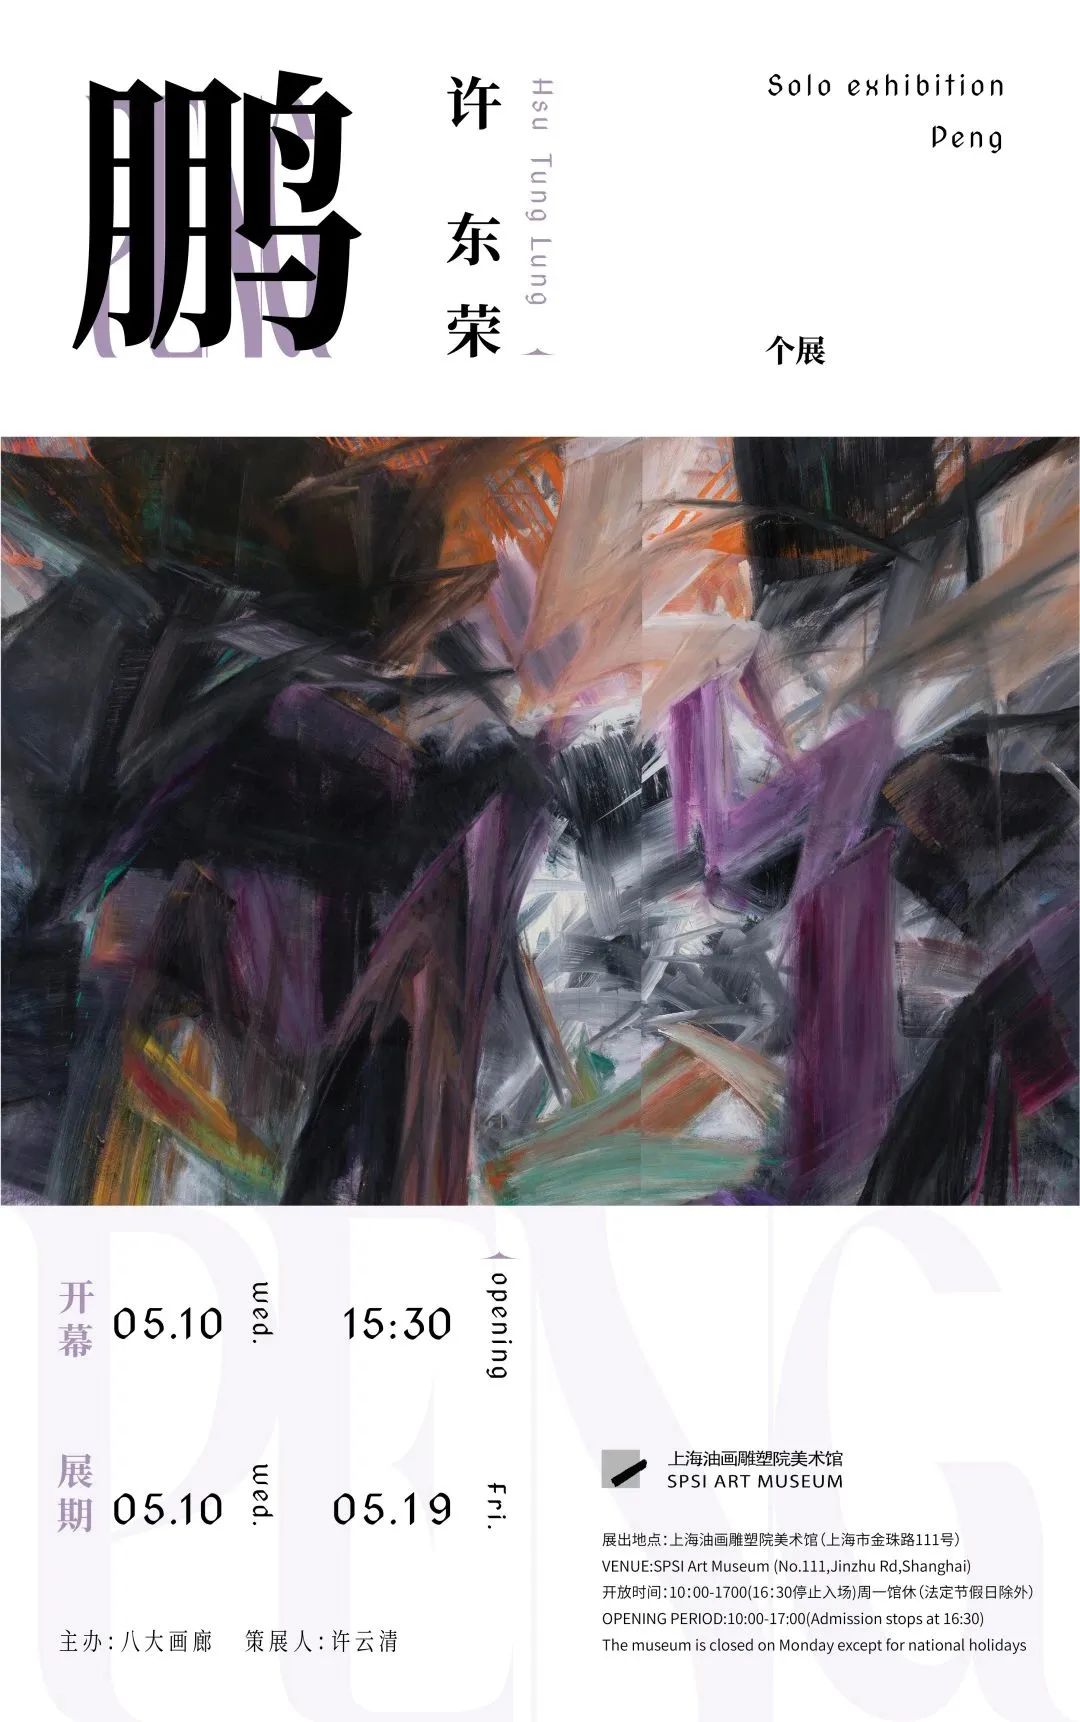 鹏
许东荣
Hsu Tung Lung
Solo exhibition
Peng
个展
开幕
05.10
wed.
15:30
opening
展期
05.10
wed.
05.19
fri.
主办:八大画廊 策展人:许云清
上海油画雕塑院美术馆
SPSI ART MUSEUM
展出地点:上海油画雕塑院美术馆(上海市金珠路111号)
VENUE:SPSI Art Museum (No.111,Jinzhu Rd,Shanghai)
开放时间:10:00-1700(16:30停止入场)周一馆休(法定节假日除外)
OPENING PERIOD:10:00-17:00(Admission stops at 16:30)
The museum is closed on Monday except for national holidays
PENG